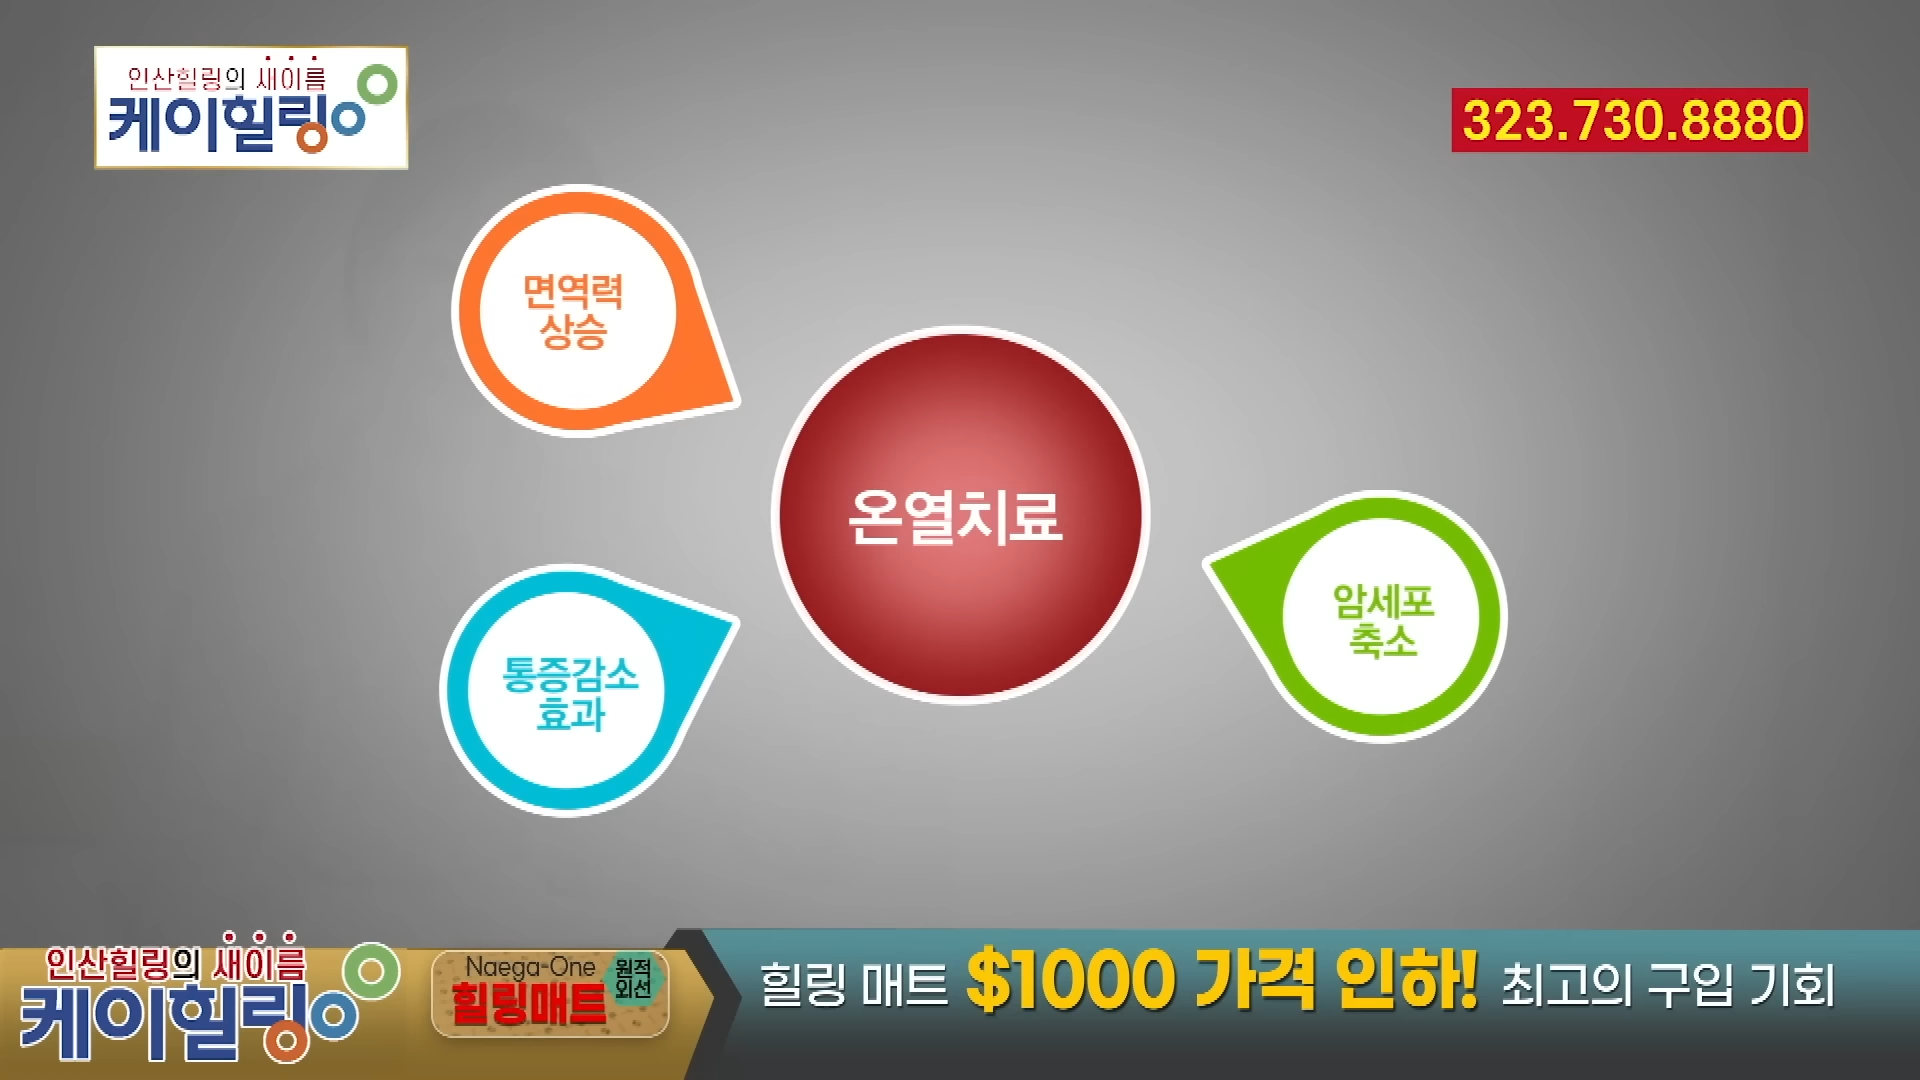 인산힐링의 새이름
케이힐링
323.730.8880
면역력
상승
온열치료
암세포
축소
통증감소
효과
인산힐링의 새이름
케이힐링
Naega-One
힐링매트
원적
외선
힐링 매트 $1000 가격 인하! 최고의 구입 기회